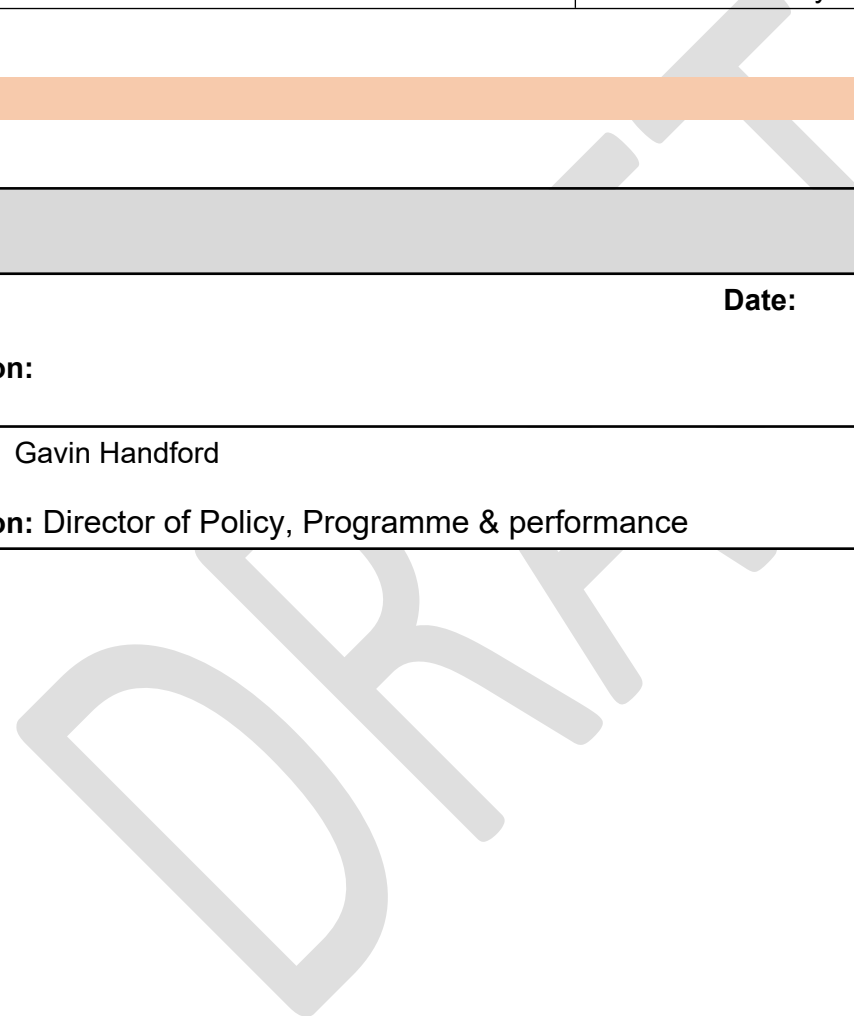 Date:
on:
Gavin Handford
on: Director of Policy, Programme & performance
DRAFT